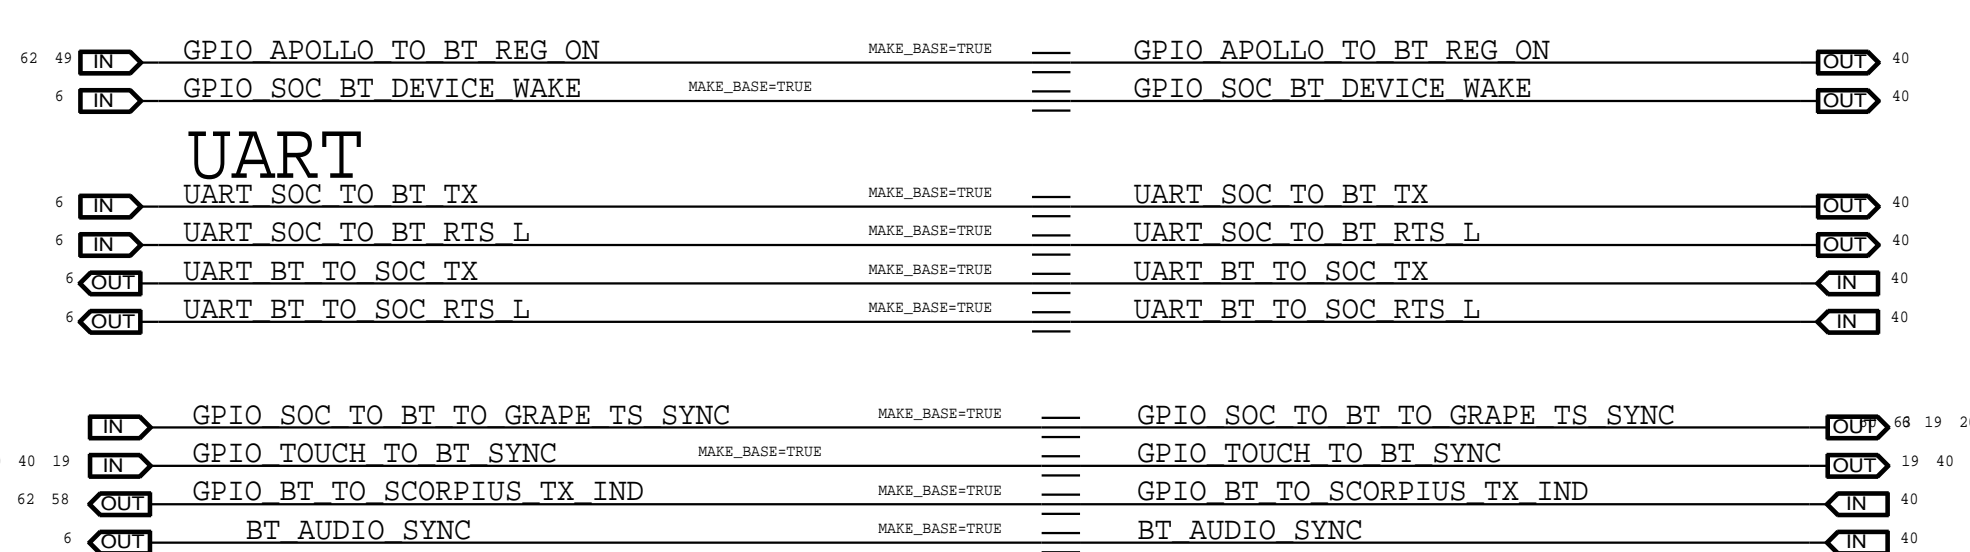 62 49 IN GPIO_APOLLO_TO_BT_REG_ON MAKE_BASE=TRUE GPIO_APOLLO_TO_BT_REG_ON OUT 40
6 IN GPIO_SOC_BT_DEVICE_WAKE MAKE_BASE=TRUE GPIO_SOC_BT_DEVICE_WAKE OUT 40
UART
6 IN UART_SOC_TO_BT_TX MAKE_BASE=TRUE UART_SOC_TO_BT_TX OUT 40
6 IN UART_SOC_TO_BT_RTS_L MAKE_BASE=TRUE UART_SOC_TO_BT_RTS_L OUT 40
6 OUT UART_BT_TO_SOC_TX MAKE_BASE=TRUE UART_BT_TO_SOC_TX IN 40
6 OUT UART_BT_TO_SOC_RTS_L MAKE_BASE=TRUE UART_BT_TO_SOC_RTS_L IN 40
IN GPIO_SOC_TO_BT_TO_GRAPE_TS_SYNC MAKE_BASE=TRUE GPIO_SOC_TO_BT_TO_GRAPE_TS_SYNC OUT 19
40 19 IN GPIO_TOUCH_TO_BT_SYNC MAKE_BASE=TRUE GPIO_TOUCH_TO_BT_SYNC OUT 19 40
62 58 OUT GPIO_BT_TO_SCORPIUS_TX_IND MAKE_BASE=TRUE GPIO_BT_TO_SCORPIUS_TX_IND IN 40
6 OUT BT_AUDIO_SYNC MAKE_BASE=TRUE BT_AUDIO_SYNC IN 40